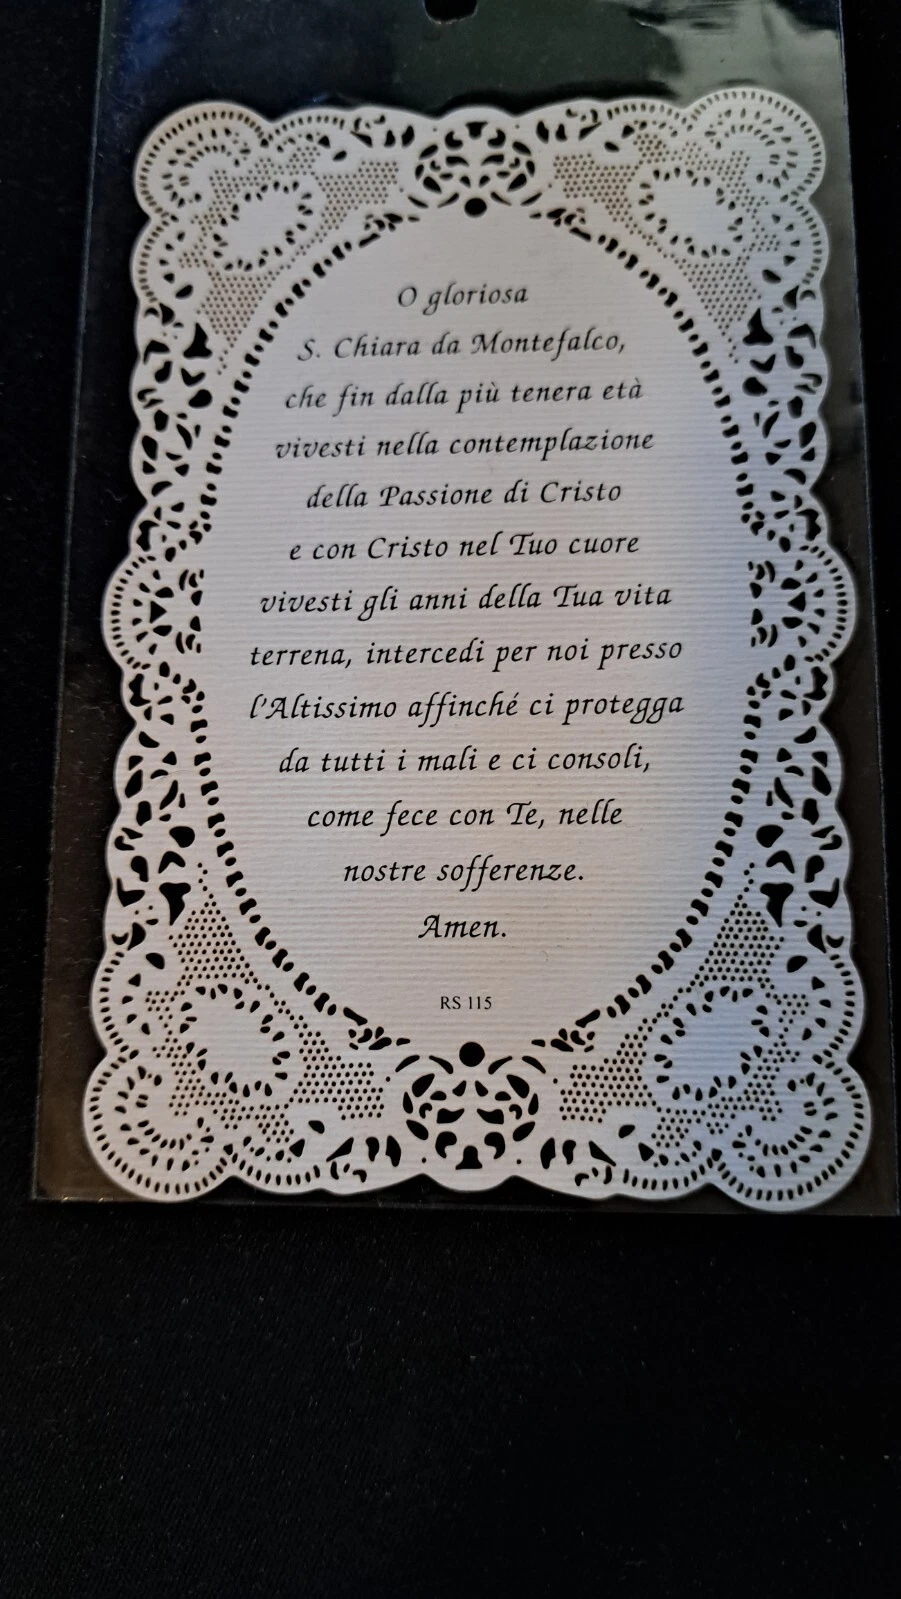 O gloriosa
S. Chiara da Montefalco,
che fin dalla più tenera età
vivesti nella contemplazione
della Passione di Cristo
e con Cristo nel Tuo cuore
vivesti gli anni della Tua vita
terrena, intercedi per noi presso
l'Altissimo affinché ci protegga
da tutti i mali e ci consoli,
come fece con Te, nelle
nostre sofferenze.
Amen.
RS 115